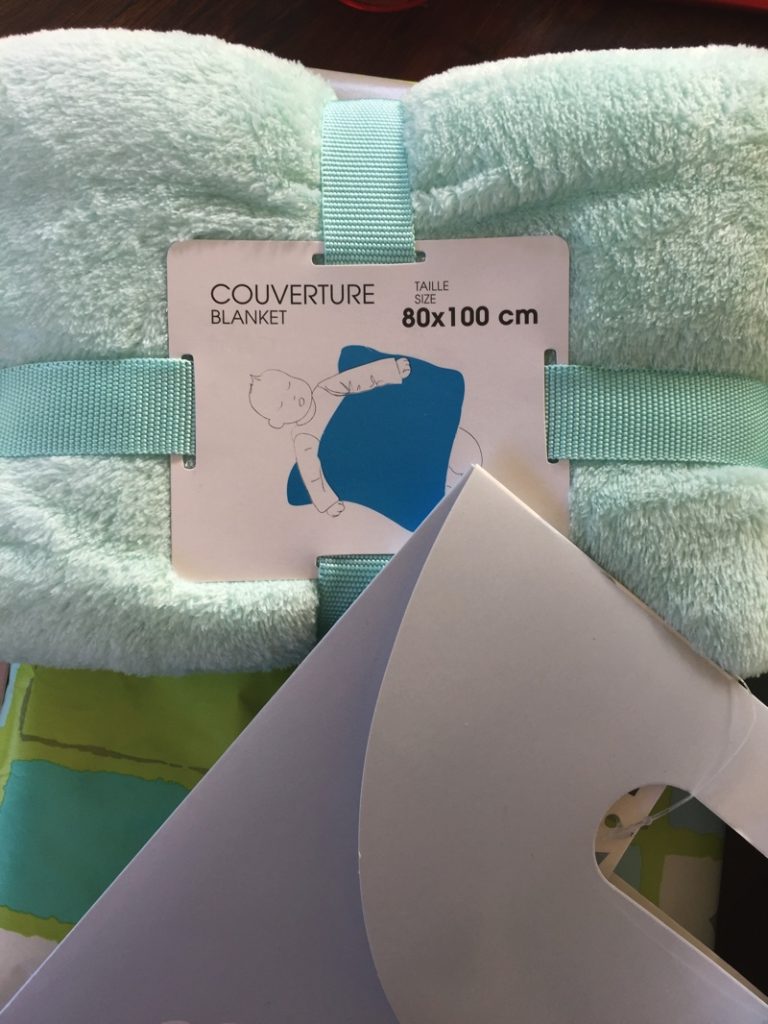 COUVERTURE
BLANKET
TAILLE
SIZE
80x100 cm